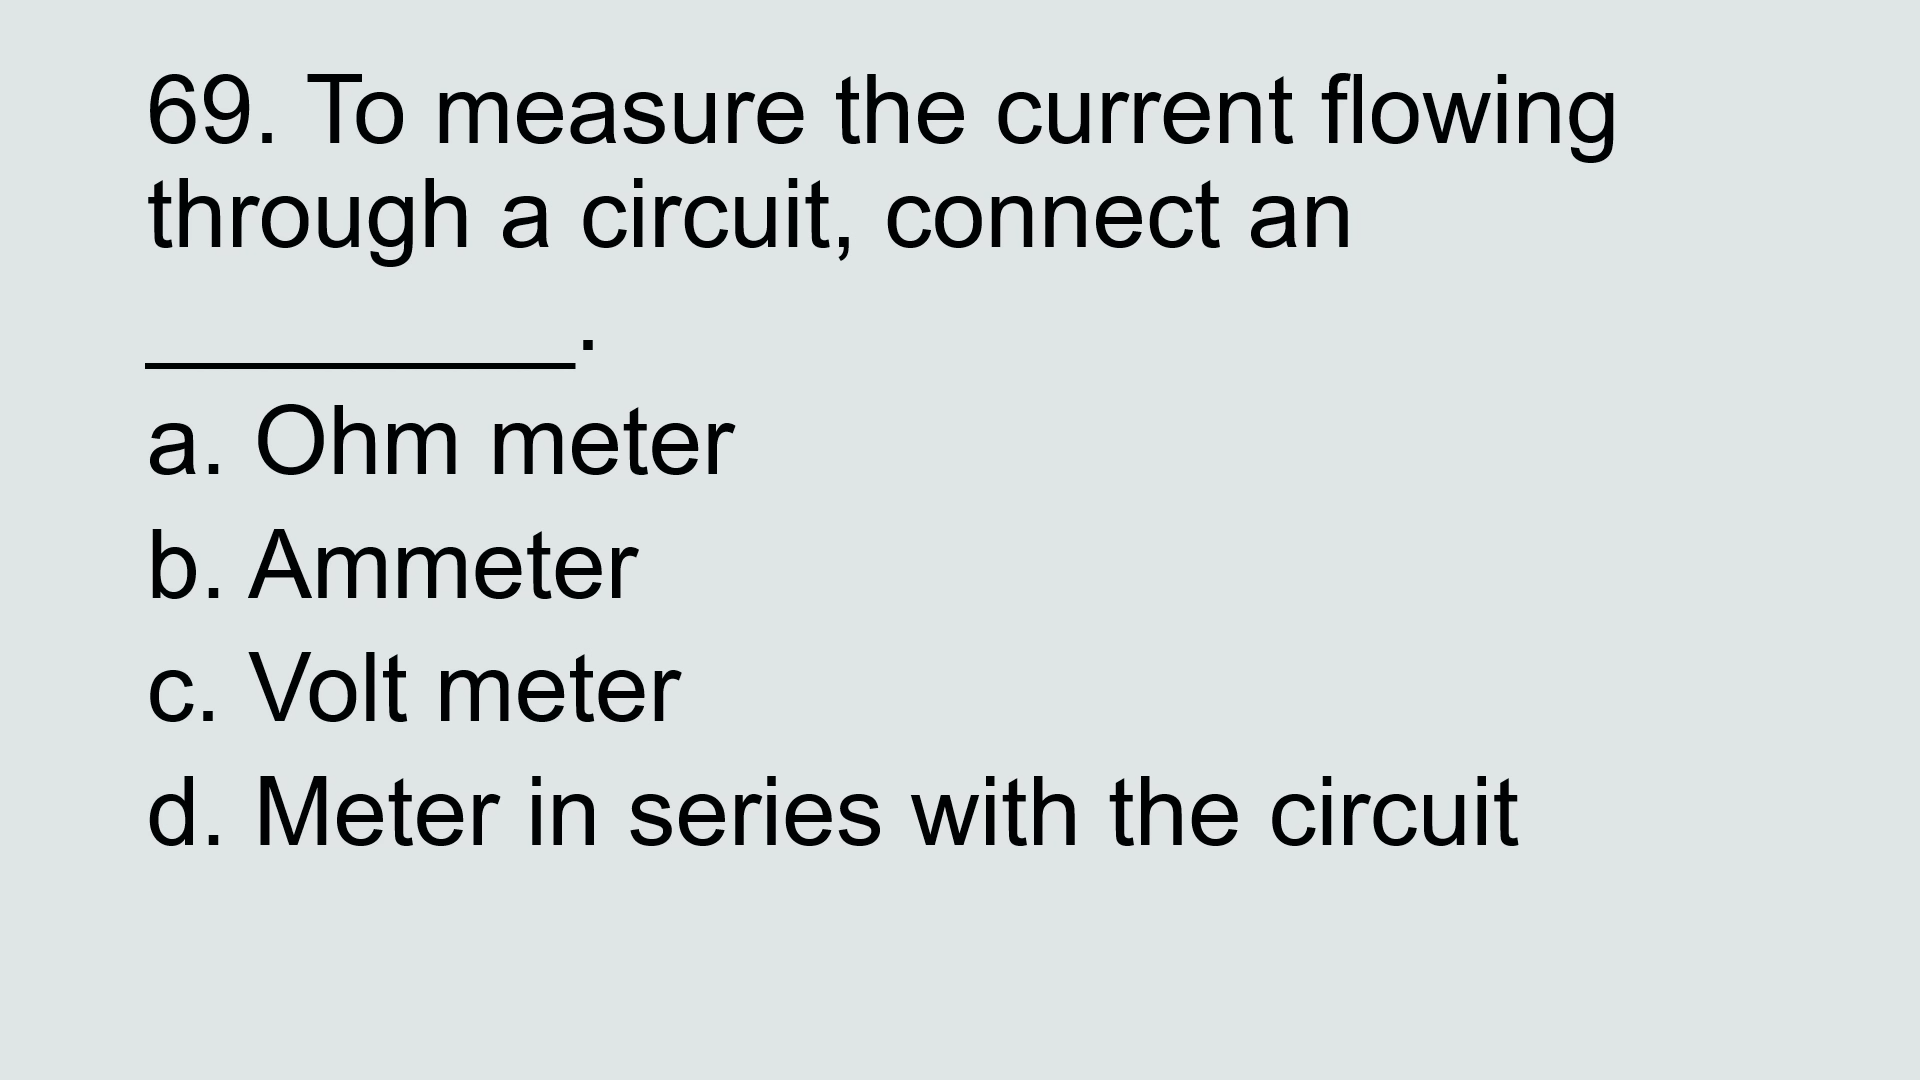 69. To measure the current flowing
through a circuit, connect an
_________.
a. Ohm meter
b. Ammeter
c. Volt meter
d. Meter in series with the circuit